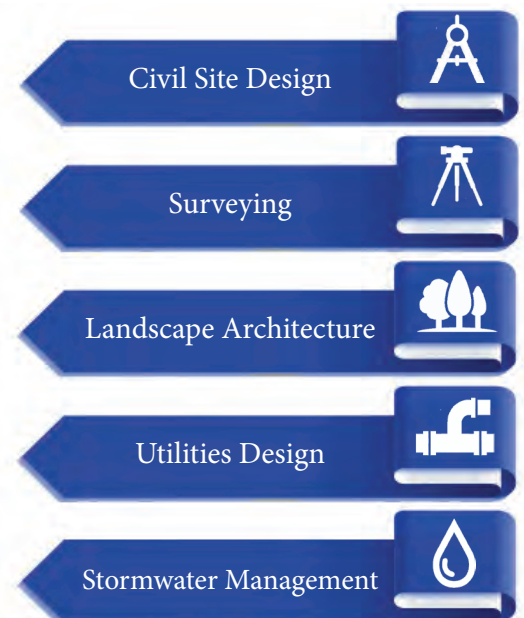 Civil Site Design
Surveying
Landscape Architecture
Utilities Design
Stormwater Management